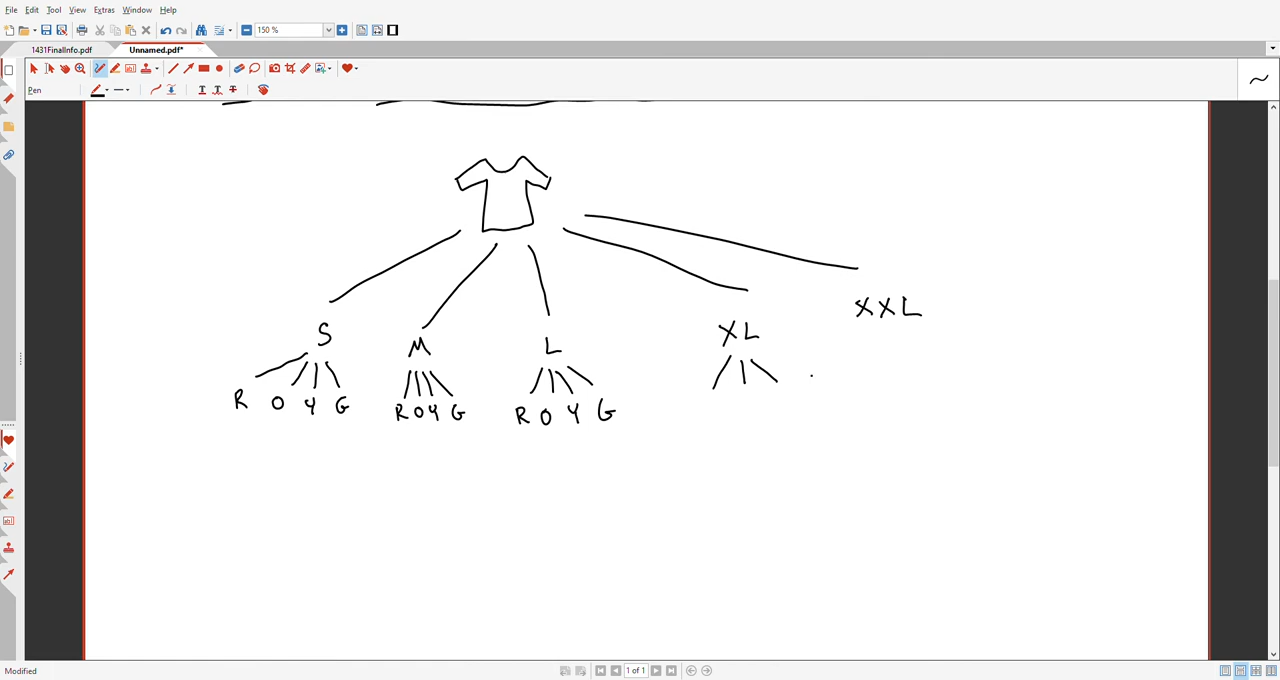 File Edit Tool View Extras Window Help
150 %
1431FinalInfo.pdf Unnamed.pdf*
Pen
XXL
S M L XL
R O Y G R O Y G R O Y G
Modified
1 of 1